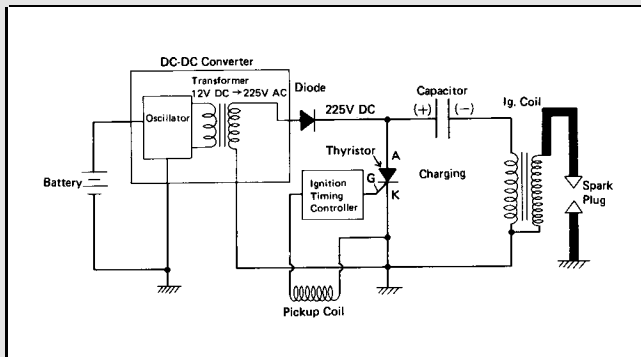 DC-DC Converter
Transformer
12V DC → 225V AC
Oscillator
Diode
225V DC
Capacitor
(+)
(-)
Ig. Coil
Thyristor
A
G
K
Charging
Ignition
Timing
Controller
Battery
Spark
Plug
Pickup Coil